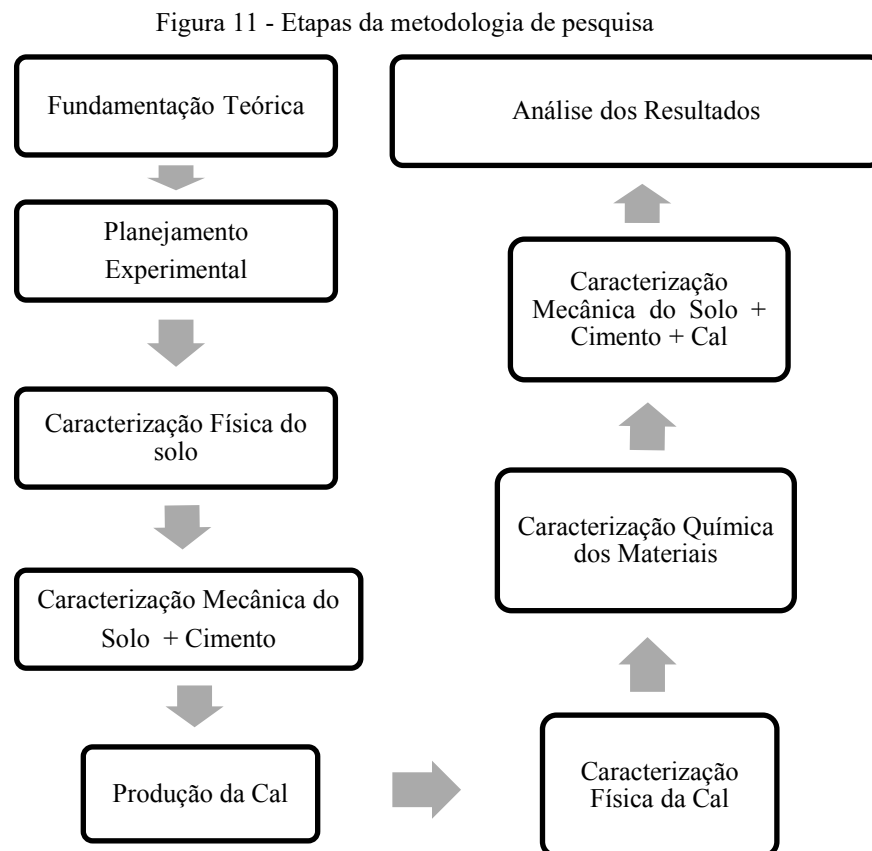 Figura 11 - Etapas da metodologia de pesquisa
Fundamentação Teórica
Planejamento
Experimental
Caracterização Física do
solo
Caracterização Mecânica do
Solo + Cimento
Produção da Cal
Caracterização
Física da Cal
Caracterização Química
dos Materiais
Caracterização
Mecânica do Solo +
Cimento + Cal
Análise dos Resultados